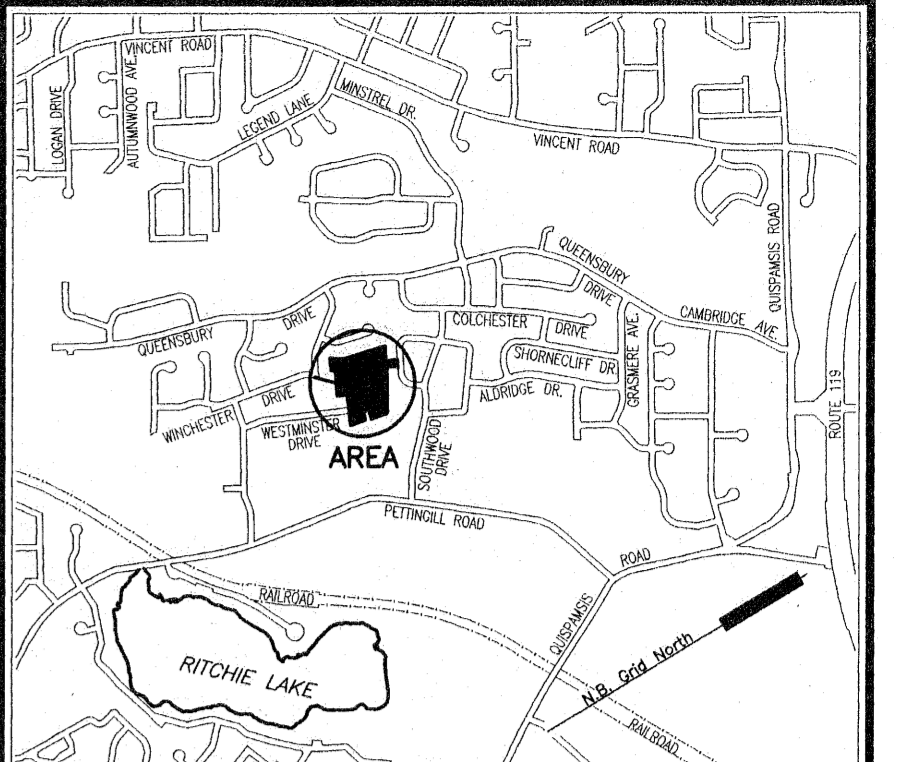 VINCENT ROAD
LOGAN DRIVE
AUTUMNWOOD AVE.
LEGEND LANE
MINSTREL DR.
VINCENT ROAD
QUISPAMSIS ROAD
QUEENSBURY
DRIVE
CAMBRIDGE AVE.
QUEENSBURY
DRIVE
COLCHESTER
DRIVE
SHORNECLIFF DR.
GRASMERE AVE.
ALDRIDGE DR.
ROUTE 119
WINCHESTER
DRIVE
WESTMINSTER
DRIVE
AREA
SOUTHWOOD
DRIVE
PETTINGILL ROAD
ROAD
QUISPAMSIS
RAILROAD
RITCHIE LAKE
N.B. Grid North
RAILROAD